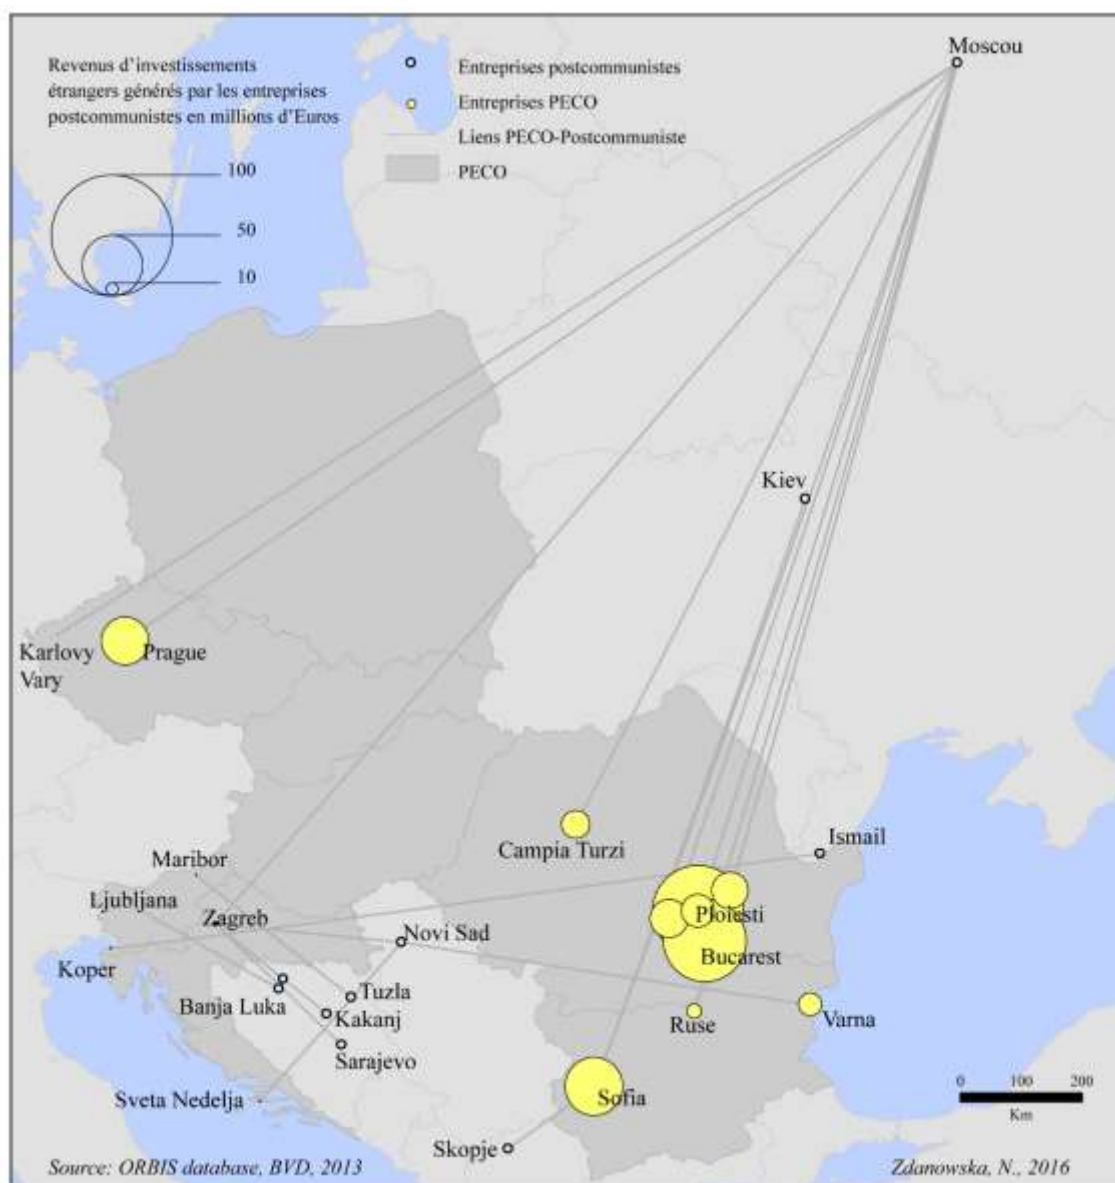 Moscou
Revenus d'investissements
étrangers générés par les entreprises
postcommunistes en millions d'Euros
100
50
10
Entreprises postcommunistes
Entreprises PECO
Liens PECO-Postcommuniste
PECO
Kiev
Karlovy
Vary
Prague
Campia Turzi
Ismail
Maribor
Ljubljana
Zagreb
Novi Sad
Ploiesti
Bucarest
Koper
Banja Luka
Tuzla
Kakanj
Sarajevo
Ruse
Varna
Sveta Nedelja
Sofia
Skopje
0 100 200
Km
Source: ORBIS database, BVD, 2013
Zdanowska, N., 2016